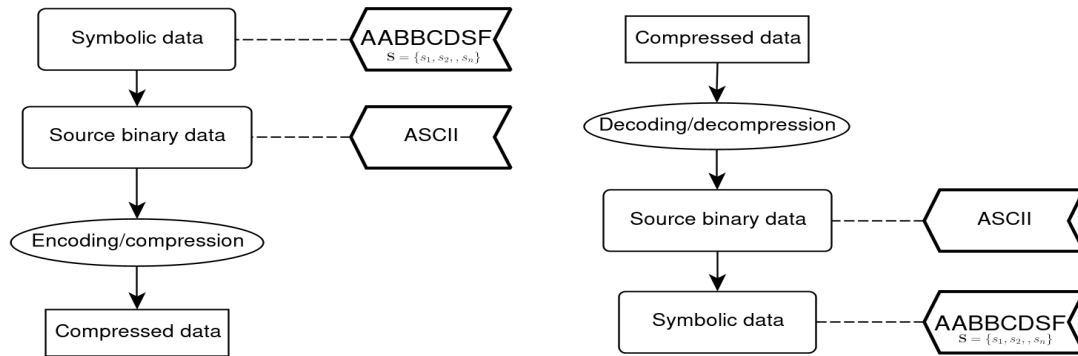 Symbolic data
AABBCDSF
S = {s₁, s₂, , sₙ}
Source binary data
ASCII
Encoding/compression
Compressed data
Compressed data
Decoding/decompression
Source binary data
ASCII
Symbolic data
AABBCDSF
S = {s₁, s₂, , sₙ}